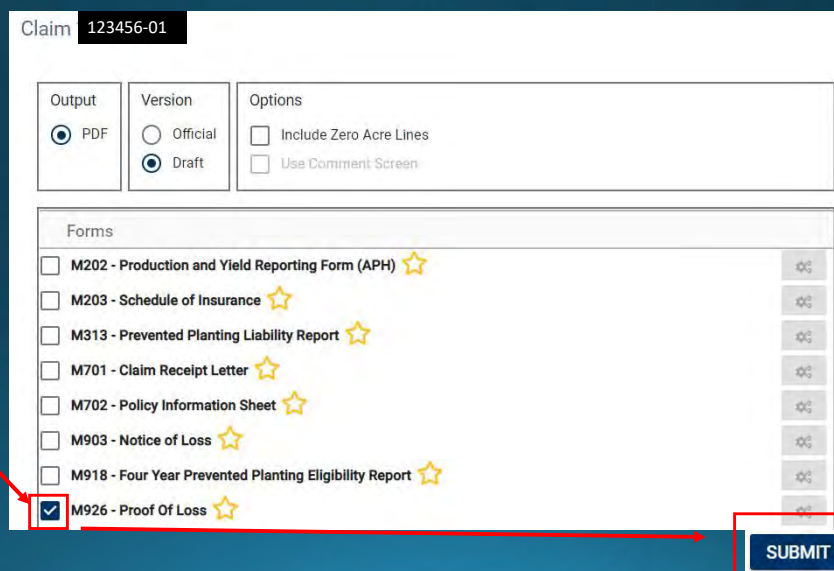 Claim 123456-01
Output
PDF
Version
Official
Draft
Options
Include Zero Acre Lines
Use Comment Screen
Forms
M202 - Production and Yield Reporting Form (APH)
M203 - Schedule of Insurance
M313 - Prevented Planting Liability Report
M701 - Claim Receipt Letter
M702 - Policy Information Sheet
M903 - Notice of Loss
M918 - Four Year Prevented Planting Eligibility Report
M926 - Proof Of Loss
SUBMIT